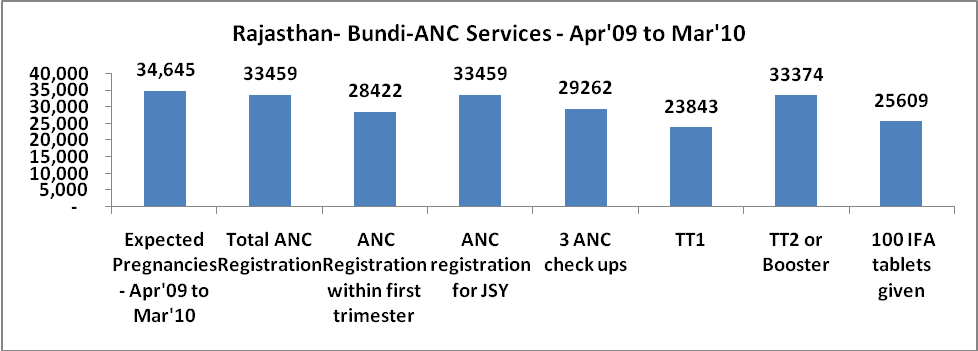 Rajasthan- Bundi-ANC Services - Apr'09 to Mar'10
40,000
35,000
30,000
25,000
20,000
15,000
10,000
5,000
-
34,645
33459
28422
33459
29262
23843
33374
25609
Expected
Pregnancies
- Apr'09 to
Mar'10
Total ANC
Registration
ANC
Registration
within first
trimester
ANC
registration
for JSY
3 ANC
check ups
TT1
TT2 or
Booster
100 IFA
tablets
given